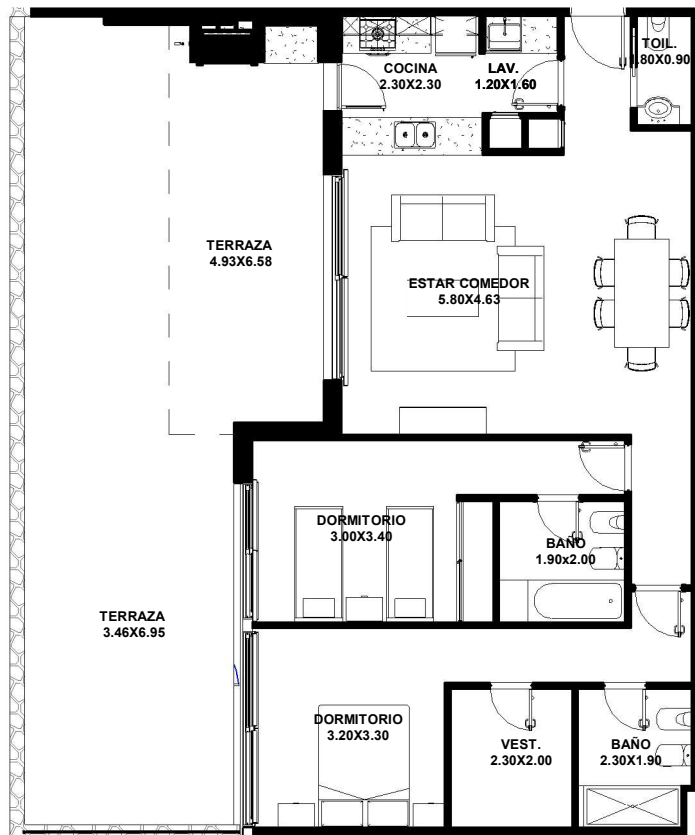 TOIL.
1.80X0.90
COCINA
2.30X2.30
LAV.
1.20X1.60
TERRAZA
4.93X6.58
ESTAR COMEDOR
5.80X4.63
DORMITORIO
3.00X3.40
BAÑO
1.90x2.00
TERRAZA
3.46X6.95
DORMITORIO
3.20X3.30
VEST.
2.30X2.00
BAÑO
2.30X1.90